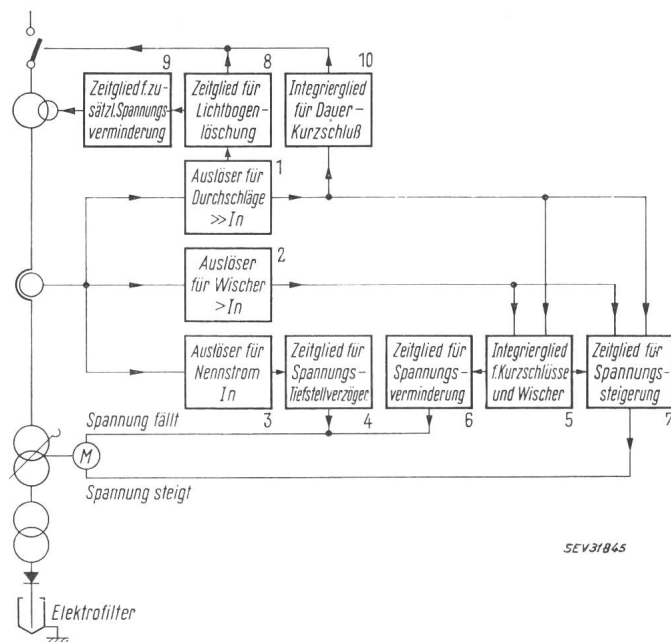 10
9
8
Zeitglied f. zu-
sätzl. Spannungs-
verminderung
Zeitglied für
Lichtbogen-
löschung
Integrierglied
für Dauer-
Kurzschluß
1
Auslöser für
Durchschläge
>> In
2
Auslöser
für Wischer
> In
Auslöser für
Nennstrom
In
Zeitglied für
Spannungs-
Tiefstellverzöger.
Zeitglied für
Spannungs-
verminderung
Integrierglied
f. Kurzschlüsse
und Wischer
Zeitglied für
Spannungs-
steigerung
3
4
6
5
7
Spannung fällt
M
Spannung steigt
SEV31845
Elektrofilter